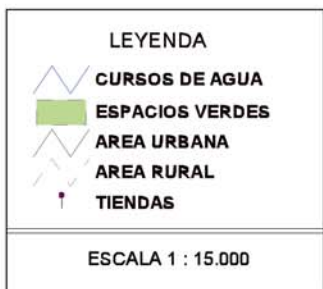 LEYENDA
CURSOS DE AGUA
ESPACIOS VERDES
AREA URBANA
AREA RURAL
TIENDAS
ESCALA 1 : 15.000